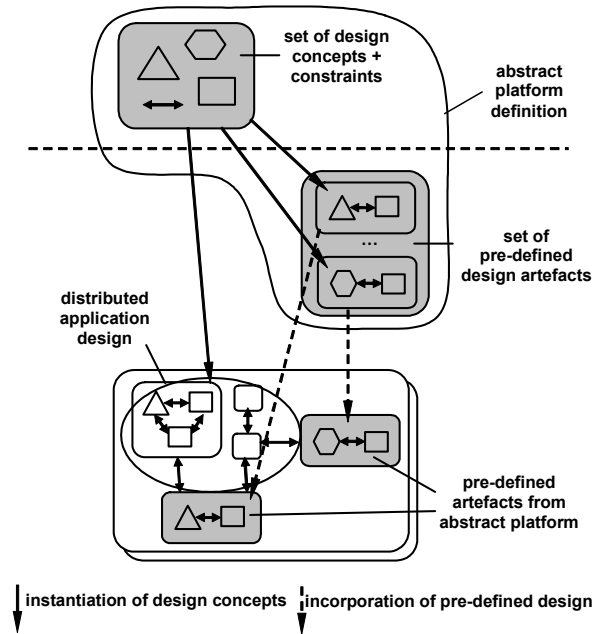 set of design
concepts +
constraints
abstract
platform
definition
...
set of
pre-defined
design artefacts
distributed
application
design
pre-defined
artefacts from
abstract platform
instantiation of design concepts
incorporation of pre-defined design